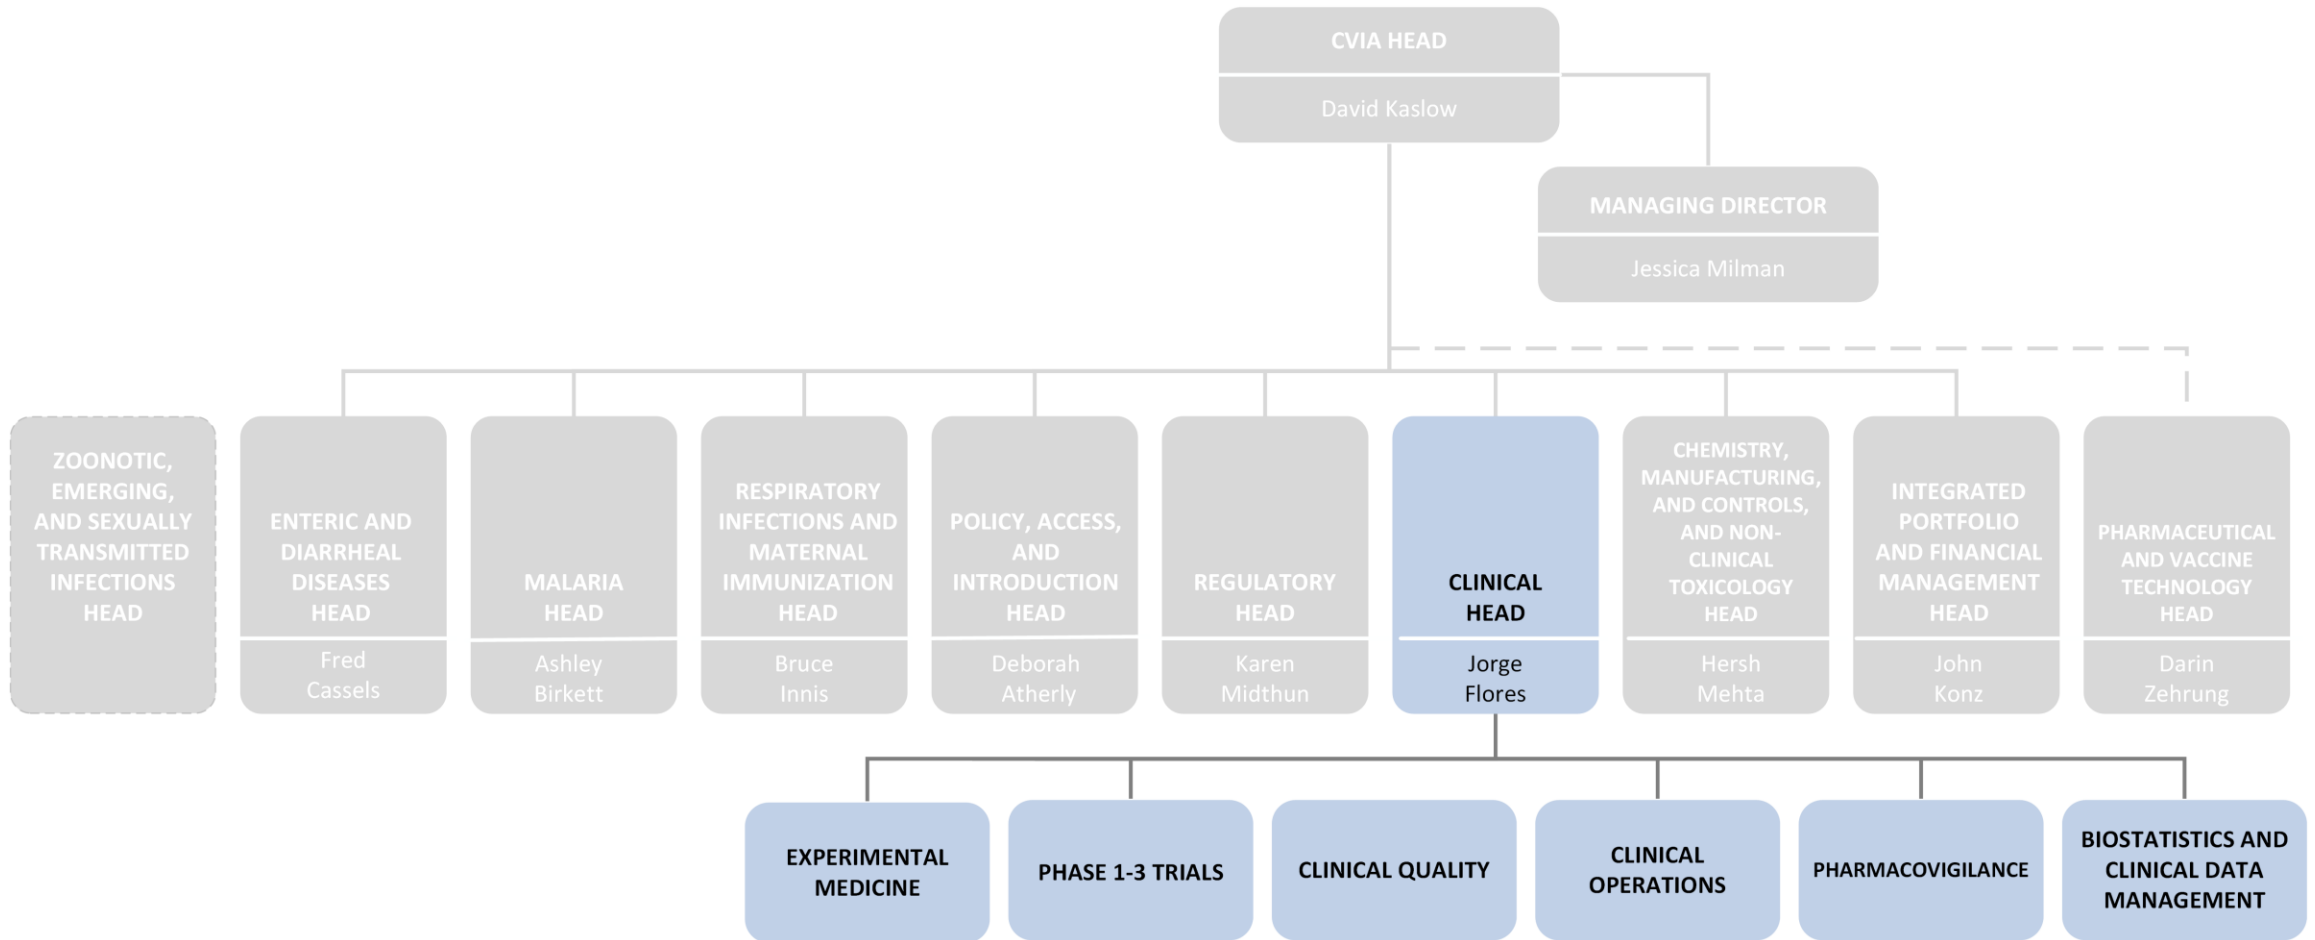 CVIA HEAD
David Kaslow
MANAGING DIRECTOR
Jessica Milman
ZOONOTIC,
EMERGING,
AND SEXUALLY
TRANSMITTED
INFECTIONS
HEAD
ENTERIC AND
DIARRHEAL
DISEASES
HEAD
Fred
Cassels
MALARIA
HEAD
Ashley
Birkett
RESPIRATORY
INFECTIONS AND
MATERNAL
IMMUNIZATION
HEAD
Bruce
Innis
POLICY, ACCESS,
AND
INTRODUCTION
HEAD
Deborah
Atherly
REGULATORY
HEAD
Karen
Midthun
CLINICAL
HEAD
Jorge
Flores
CHEMISTRY,
MANUFACTURING,
AND CONTROLS,
AND NON-
CLINICAL
TOXICOLOGY
HEAD
Hersh
Mehta
INTEGRATED
PORTFOLIO
AND FINANCIAL
MANAGEMENT
HEAD
John
Konz
PHARMACEUTICAL
AND VACCINE
TECHNOLOGY
HEAD
Darin
Zehrung
EXPERIMENTAL
MEDICINE
PHASE 1-3 TRIALS
CLINICAL QUALITY
CLINICAL
OPERATIONS
PHARMACOVIGILANCE
BIOSTATISTICS AND
CLINICAL DATA
MANAGEMENT